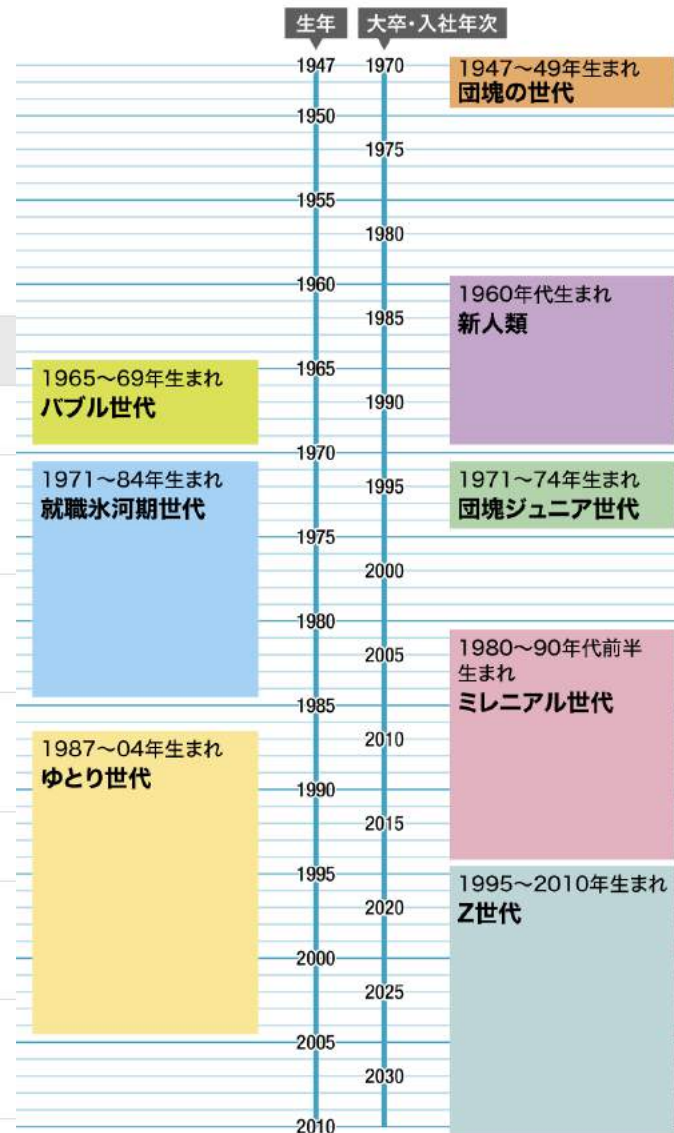 生年
大卒・入社年次
1947
1970
1947〜49年生まれ
団塊の世代
1950
1975
1955
1980
1960
1960年代生まれ
新人類
1985
1965
1965〜69年生まれ
バブル世代
1990
1970
1971〜84年生まれ
就職氷河期世代
1995
1971〜74年生まれ
団塊ジュニア世代
1975
2000
1980
2005
1980〜90年代前半
生まれ
ミレニアル世代
1985
2010
1987〜04年生まれ
ゆとり世代
1990
2015
1995
1995〜2010年生まれ
Z世代
2020
2000
2025
2005
2030
2010